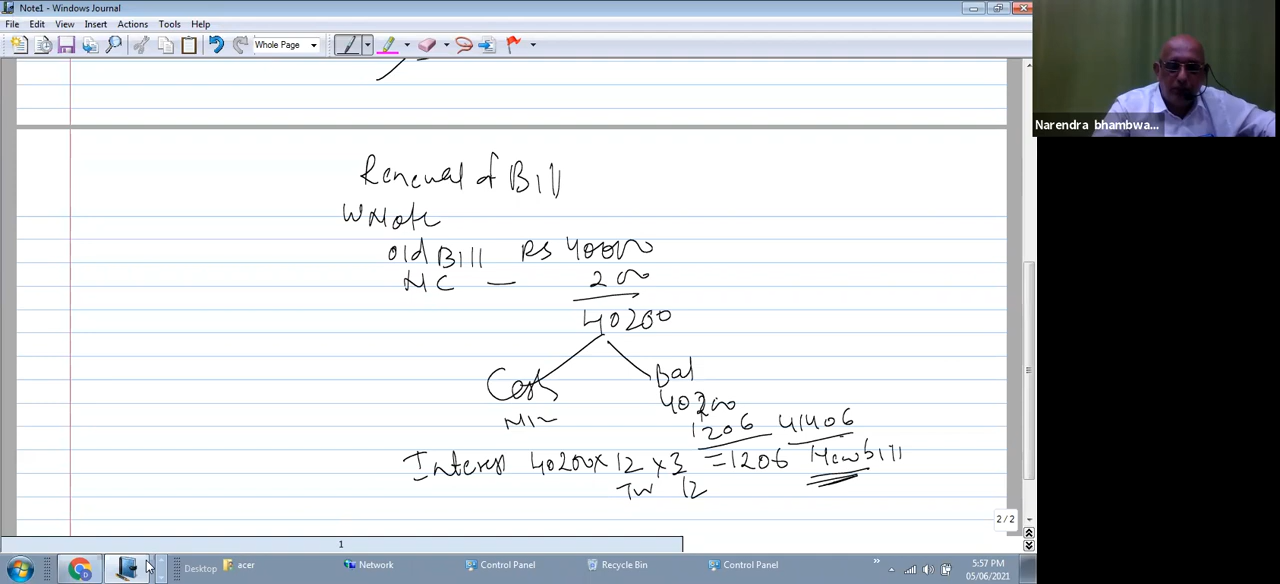 Note1 - Windows Journal
File Edit View Insert Actions Tools Help
Whole Page
Narendra bhambwa...
Renewal of Bill
W Note
Old Bill Rs 40000
NC — 200
40200
Cash Bal
Nil 40200
1206 41406
Interest 40200 × 12 × 3 = 1206 New bill
12
2/2
1
Desktop acer Network Control Panel Recycle Bin Control Panel
»
5:57 PM
05/06/2021